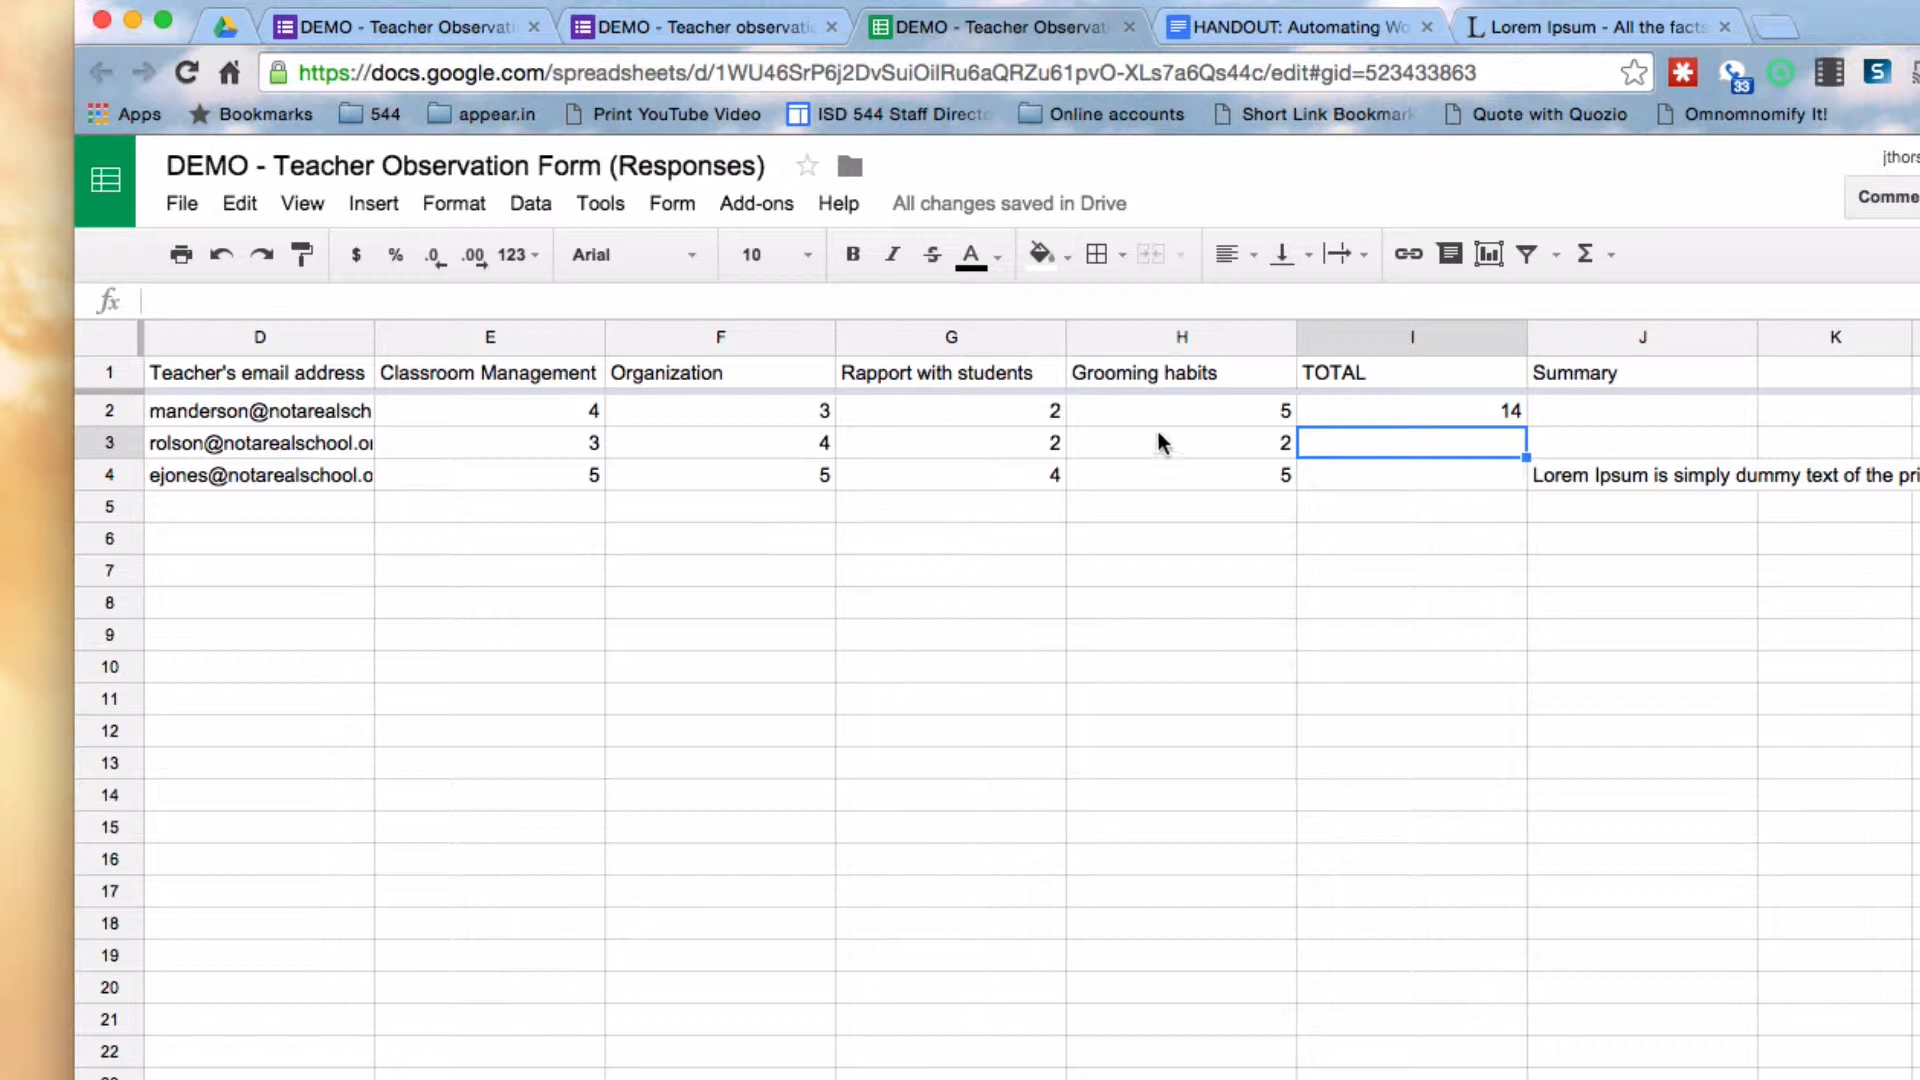 DEMO - Teacher Observati
DEMO - Teacher observatio
DEMO - Teacher Observati
HANDOUT: Automating Wo
L Lorem Ipsum - All the facts
https://docs.google.com/spreadsheets/d/1WU46SrP6j2DvSuiOiIRu6aQRZu61pvO-XLs7a6Qs44c/edit#gid=523433863
33
S
Apps Bookmarks 544 appear.in Print YouTube Video ISD 544 Staff Directo Online accounts Short Link Bookmark Quote with Quozio Omnomnomify It!
DEMO - Teacher Observation Form (Responses)
jthors
File Edit View Insert Format Data Tools Form Add-ons Help All changes saved in Drive
Comme
$ % .0 .00 123 Arial 10 B I S A Σ
fx
D E F G H I J K
1 Teacher's email address Classroom Management Organization Rapport with students Grooming habits TOTAL Summary
2 manderson@notarealsch 4 3 2 5 14
3 rolson@notarealschool.or 3 4 2 2
4 ejones@notarealschool.o 5 5 4 5 Lorem Ipsum is simply dummy text of the pri
5
6
7
8
9
10
11
12
13
14
15
16
17
18
19
20
21
22